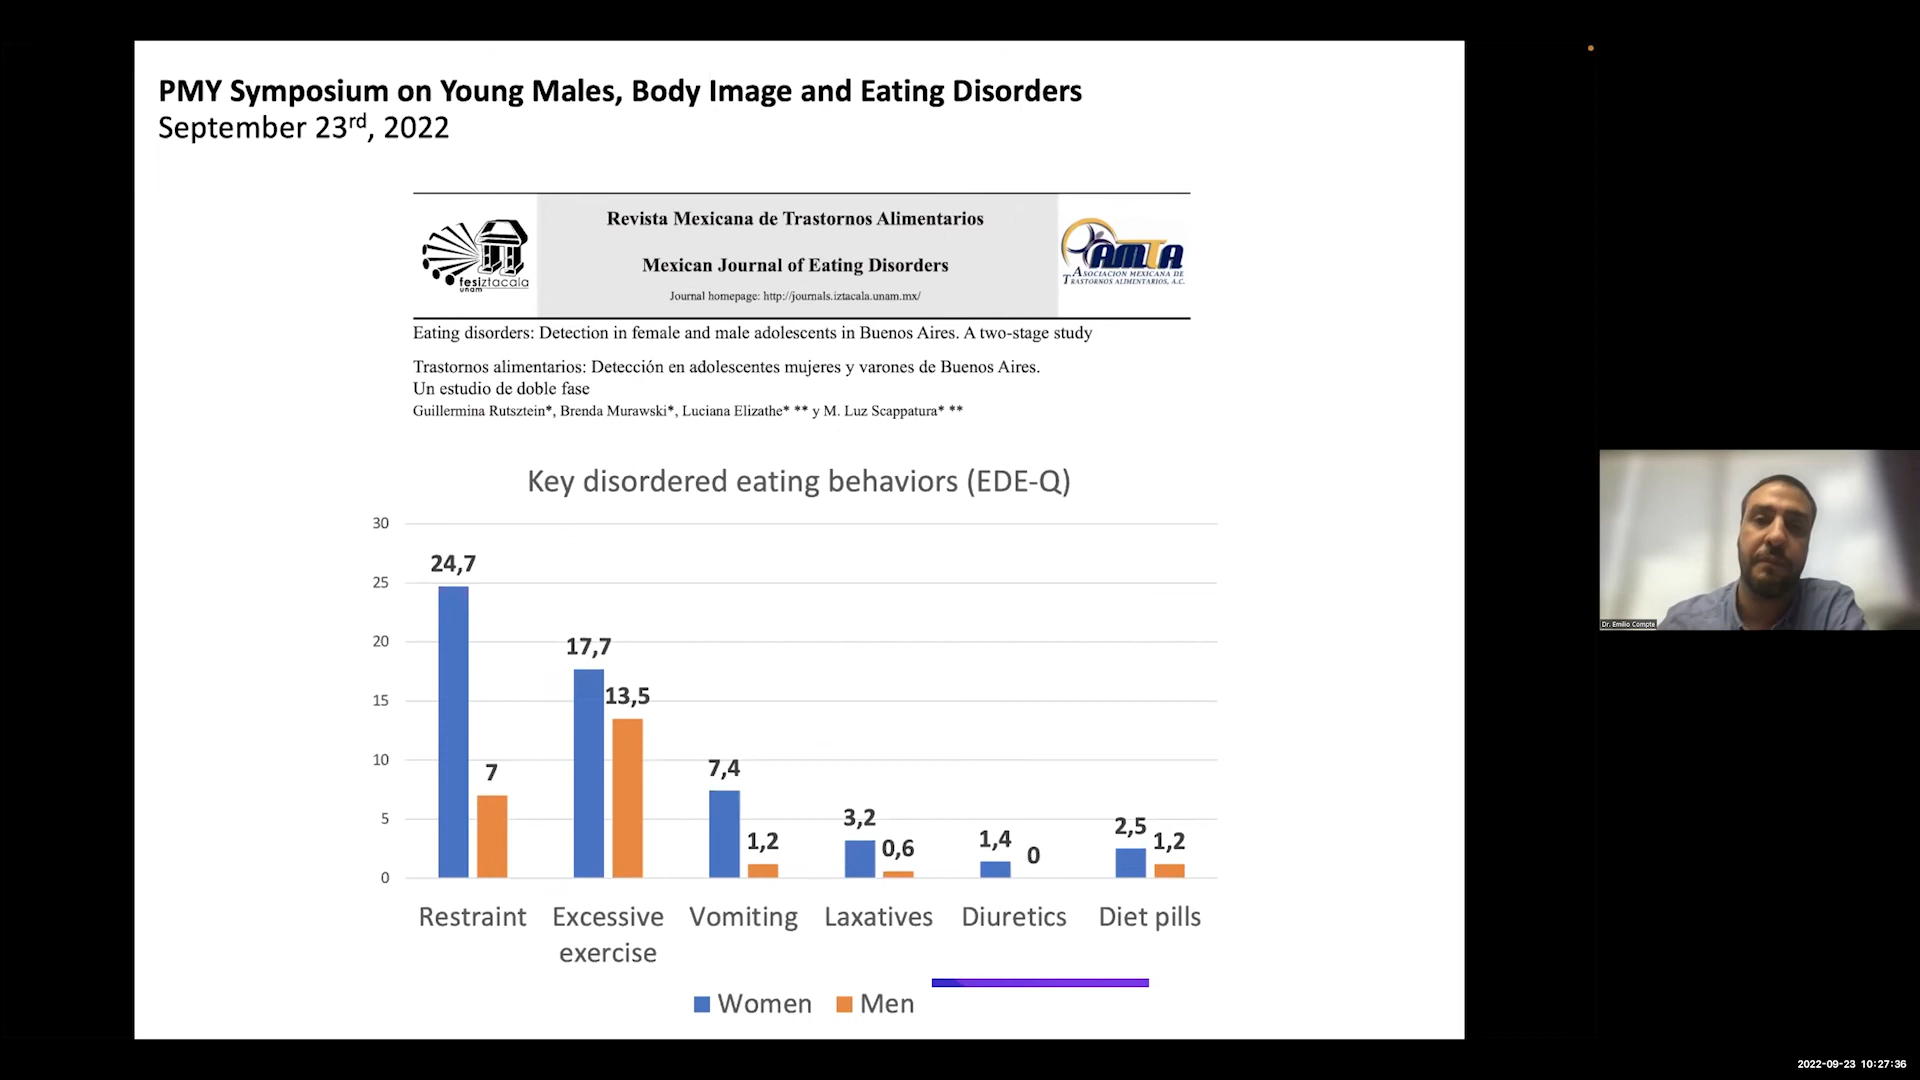 PMY Symposium on Young Males, Body Image and Eating Disorders
September 23rd, 2022
fesiztacala
unam
Revista Mexicana de Trastornos Alimentarios
Mexican Journal of Eating Disorders
Journal homepage: http://journals.iztacala.unam.mx/
AMTA
ASOCIACION MEXICANA DE
TRASTORNOS ALIMENTARIOS, A.C.
Eating disorders: Detection in female and male adolescents in Buenos Aires. A two-stage study
Trastornos alimentarios: Detección en adolescentes mujeres y varones de Buenos Aires.
Un estudio de doble fase
Guillermina Rutsztein*, Brenda Murawski*, Luciana Elizathe* ** y M. Luz Scappatura* **
Key disordered eating behaviors (EDE-Q)
30
25
20
15
10
5
0
24,7
7
17,7
13,5
7,4
1,2
3,2
0,6
1,4
0
2,5
1,2
Restraint
Excessive
exercise
Vomiting
Laxatives
Diuretics
Diet pills
Women
Men
Dr. Emilio Compte
2022-09-23 10:27:36